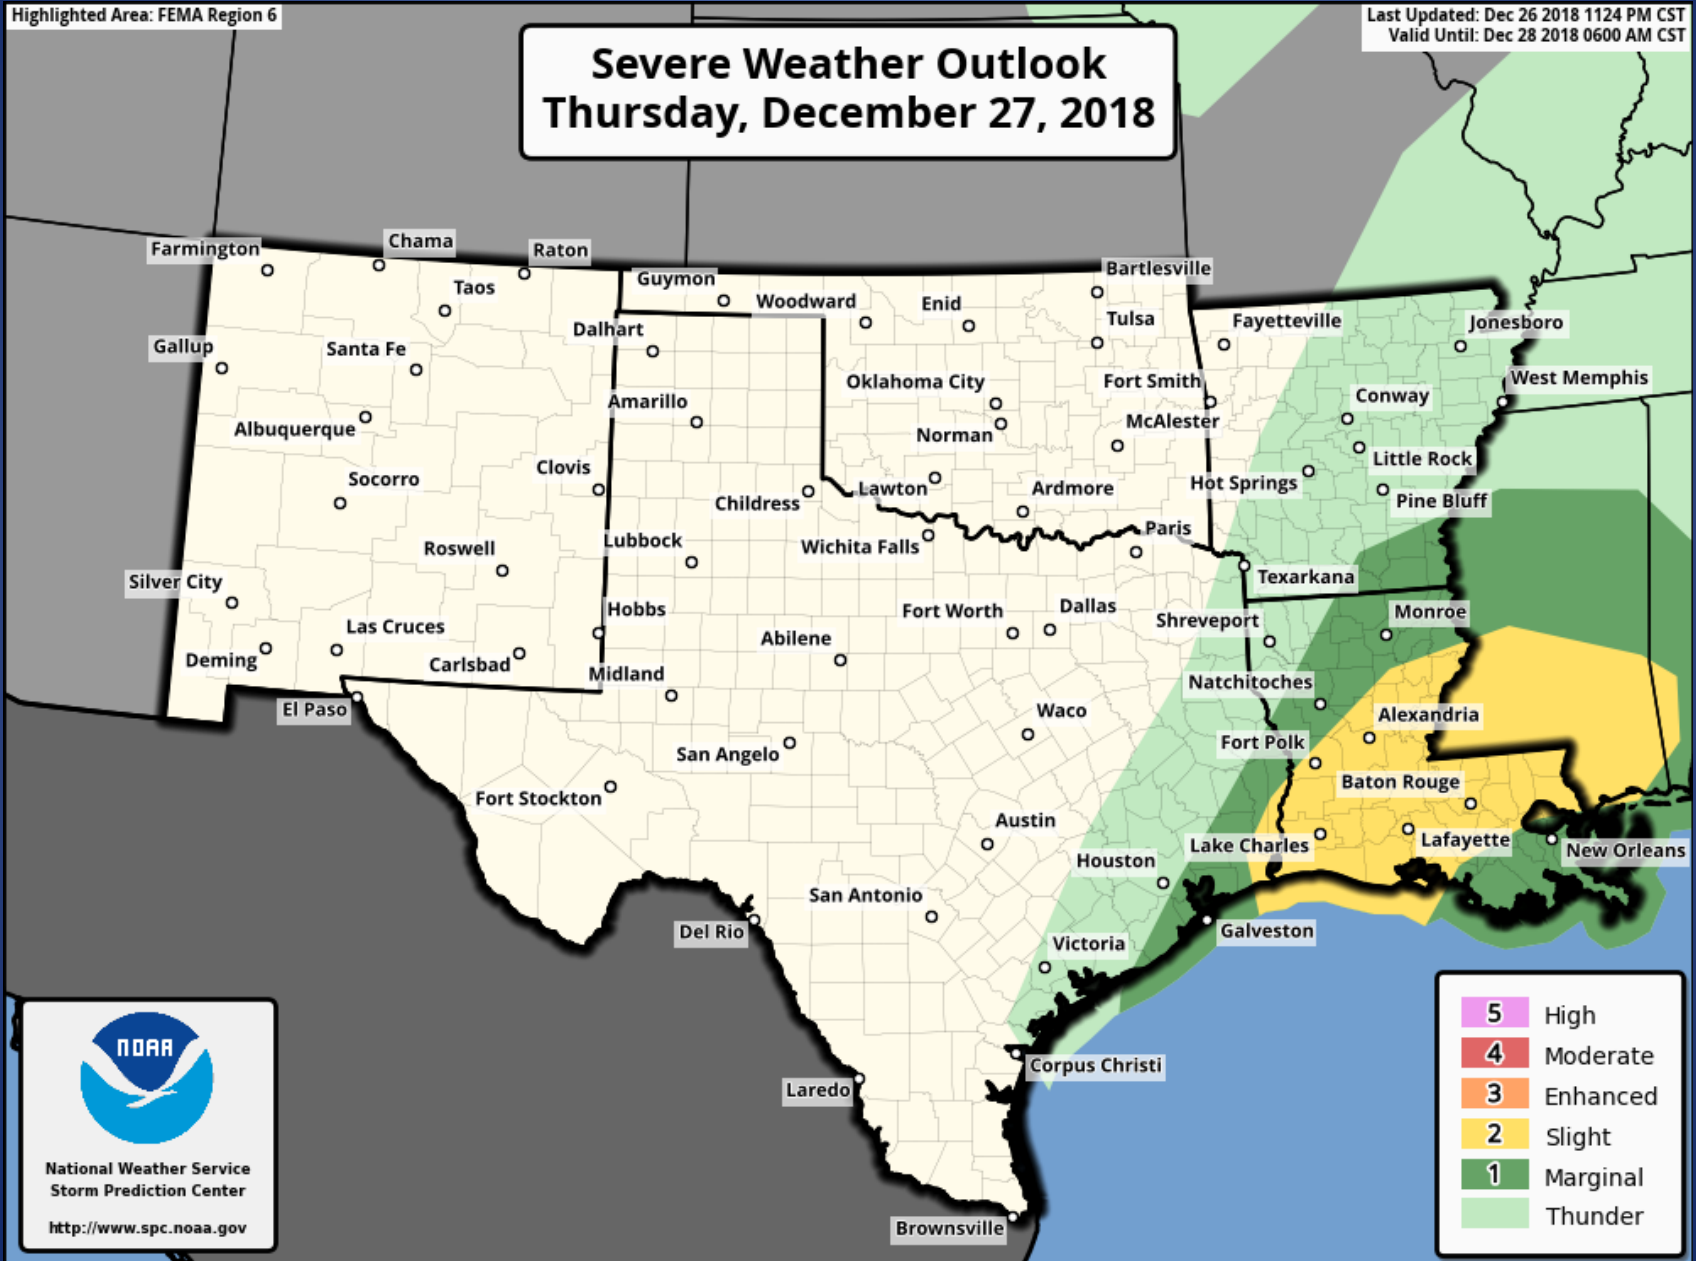 Highlighted Area: FEMA Region 6
Last Updated: Dec 26 2018 1124 PM CST
Valid Until: Dec 28 2018 0600 AM CST
Severe Weather Outlook
Thursday, December 27, 2018
Farmington
Chama
Raton
Guymon
Bartlesville
Taos
Woodward
Enid
Tulsa
Fayetteville
Jonesboro
Dalhart
Gallup
Santa Fe
Oklahoma City
Fort Smith
West Memphis
Conway
Amarillo
Albuquerque
Norman
McAlester
Clovis
Little Rock
Socorro
Childress
Lawton
Ardmore
Hot Springs
Pine Bluff
Roswell
Lubbock
Wichita Falls
Paris
Silver City
Texarkana
Hobbs
Fort Worth
Dallas
Shreveport
Monroe
Las Cruces
Abilene
Deming
Carlsbad
Midland
Natchitoches
El Paso
Waco
Alexandria
San Angelo
Fort Polk
Fort Stockton
Baton Rouge
Austin
Lake Charles
Lafayette
New Orleans
Houston
San Antonio
Del Rio
Victoria
Galveston
Corpus Christi
Laredo
Brownsville
NOAA
National Weather Service
Storm Prediction Center
http://www.spc.noaa.gov
5 High
4 Moderate
3 Enhanced
2 Slight
1 Marginal
Thunder